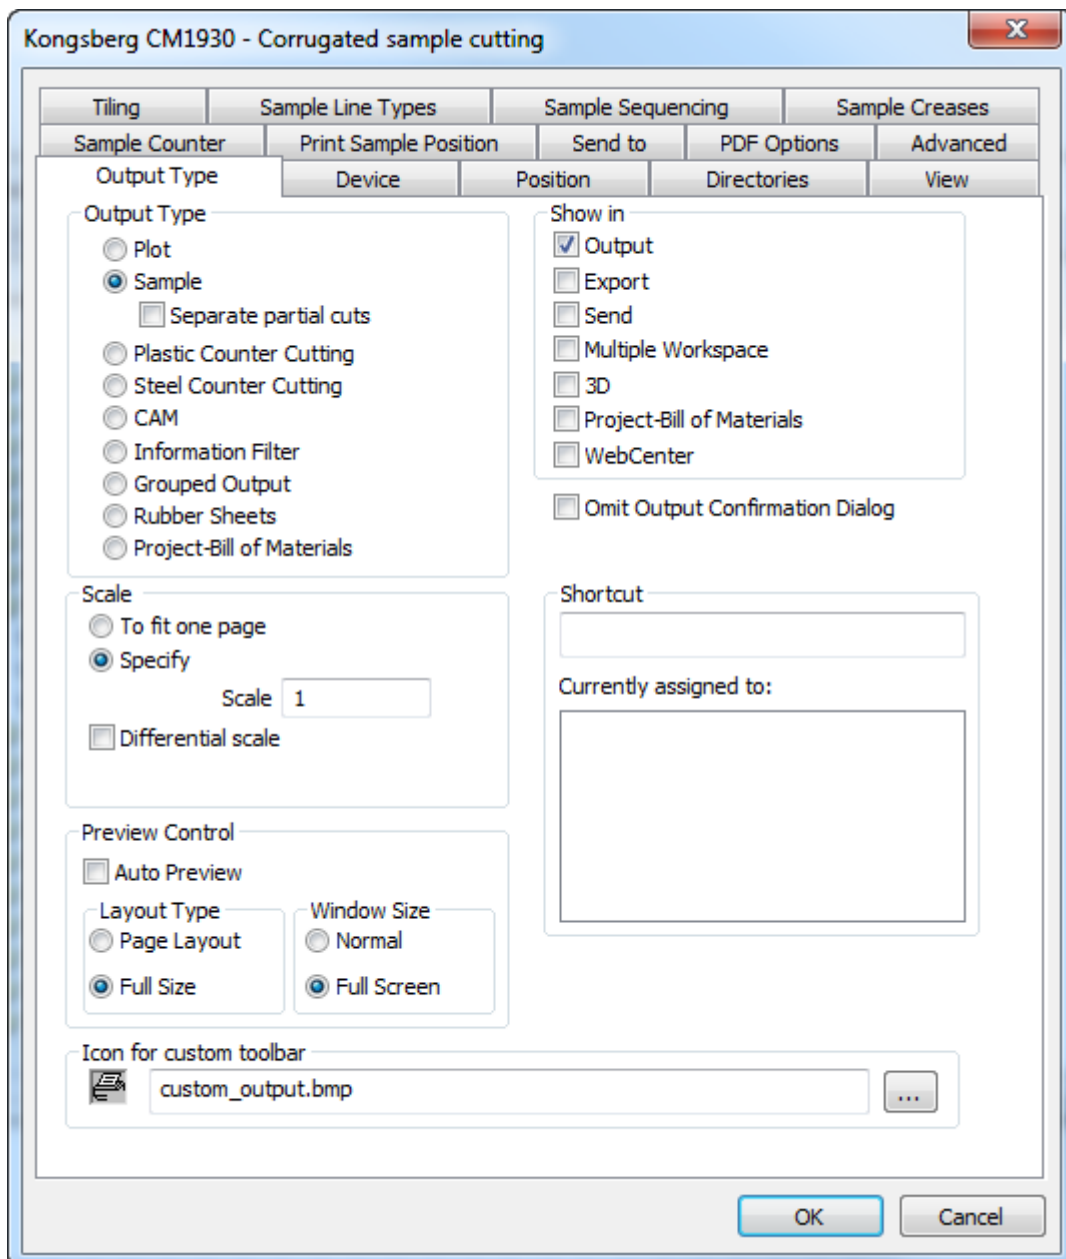 Kongsberg CM1930 - Corrugated sample cutting
Tiling
Sample Line Types
Sample Sequencing
Sample Creases
Sample Counter
Print Sample Position
Send to
PDF Options
Advanced
Output Type
Device
Position
Directories
View
Output Type
Plot
Sample
Separate partial cuts
Plastic Counter Cutting
Steel Counter Cutting
CAM
Information Filter
Grouped Output
Rubber Sheets
Project-Bill of Materials
Show in
Output
Export
Send
Multiple Workspace
3D
Project-Bill of Materials
WebCenter
Omit Output Confirmation Dialog
Scale
To fit one page
Specify
Scale 1
Differential scale
Shortcut
Currently assigned to:
Preview Control
Auto Preview
Layout Type
Page Layout
Full Size
Window Size
Normal
Full Screen
Icon for custom toolbar
custom_output.bmp
...
OK
Cancel